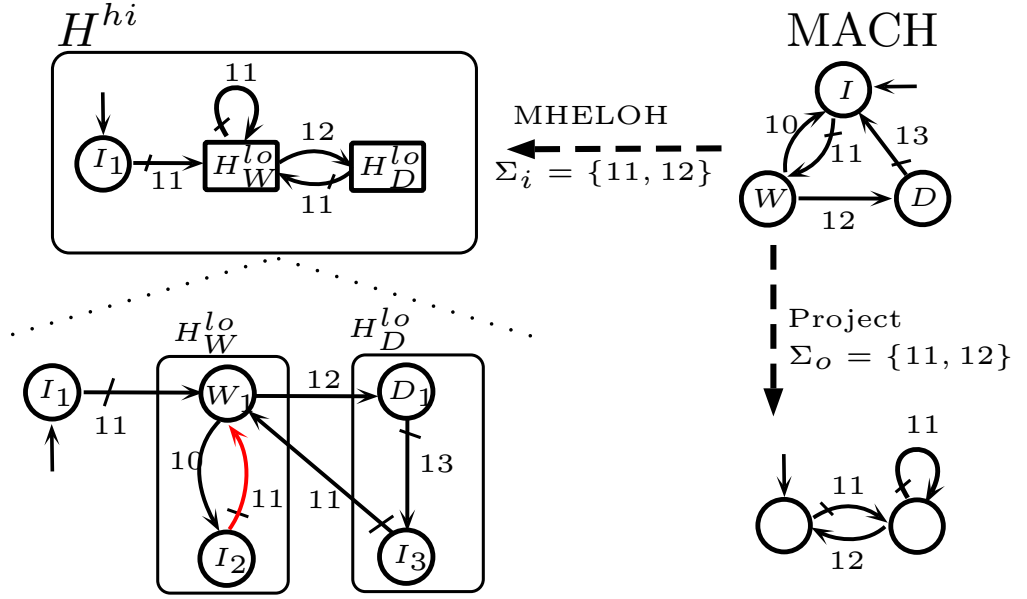 H^{hi}
MACH
I
10
11
13
W
12
D
MHELOH
Σ_i = {11, 12}
11
12
I_1
11
H^{lo}_W
H^{lo}_D
11
Project
Σ_o = {11, 12}
H^{lo}_W
H^{lo}_D
I_1
11
W_1
12
D_1
10
11
11
13
I_2
I_3
11
11
12